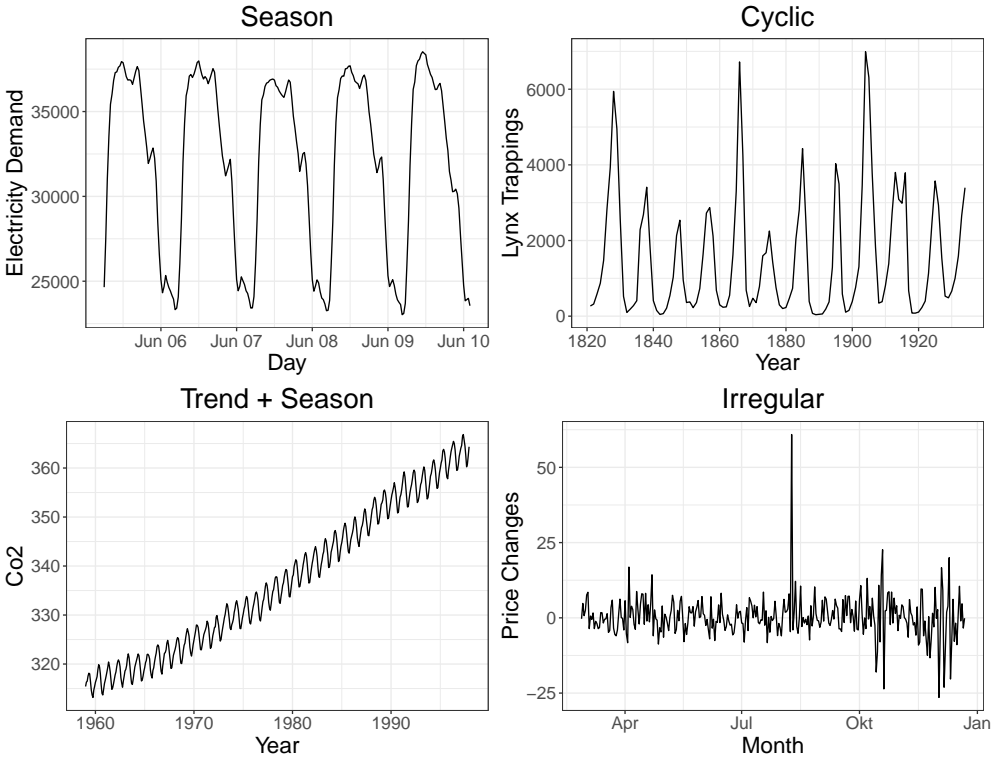 Season
Electricity Demand
35000
30000
25000
Jun 06 Jun 07 Jun 08 Jun 09 Jun 10
Day
Cyclic
Lynx Trappings
6000
4000
2000
0
1820 1840 1860 1880 1900 1920
Year
Trend + Season
Co2
360
350
340
330
320
1960 1970 1980 1990
Year
Irregular
Price Changes
50
25
0
−25
Apr Jul Okt Jan
Month